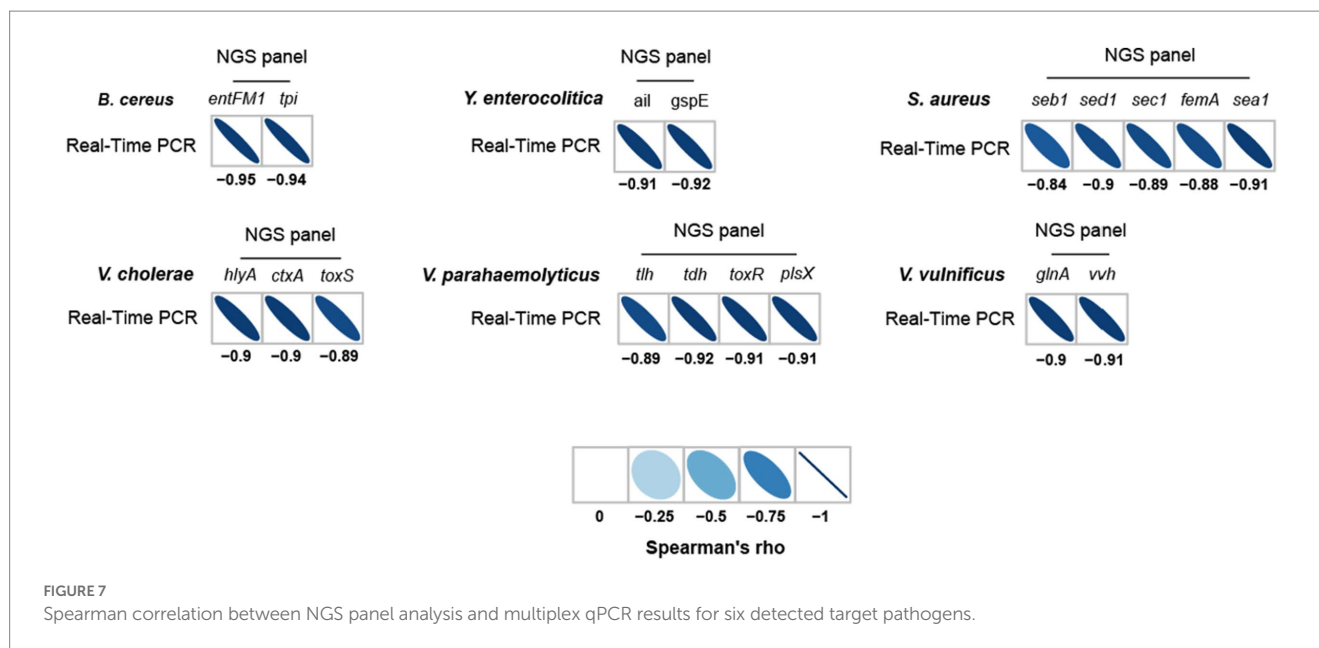 NGS panel
B. cereus entFM1 tpi
Real-Time PCR
−0.95 −0.94
NGS panel
Y. enterocolitica ail gspE
Real-Time PCR
−0.91 −0.92
NGS panel
S. aureus seb1 sed1 sec1 femA sea1
Real-Time PCR
−0.84 −0.9 −0.89 −0.88 −0.91
NGS panel
V. cholerae hlyA ctxA toxS
Real-Time PCR
−0.9 −0.9 −0.89
NGS panel
V. parahaemolyticus tlh tdh toxR plsX
Real-Time PCR
−0.89 −0.92 −0.91 −0.91
NGS panel
V. vulnificus glnA vvh
Real-Time PCR
−0.9 −0.91
0 −0.25 −0.5 −0.75 −1
Spearman's rho
FIGURE 7
Spearman correlation between NGS panel analysis and multiplex qPCR results for six detected target pathogens.